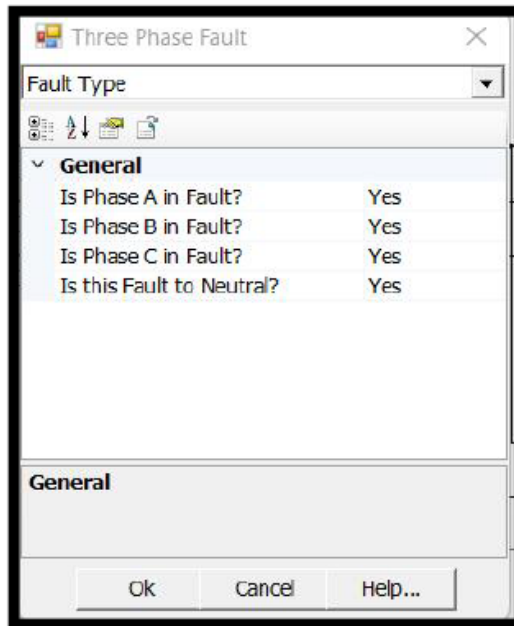 Three Phase Fault
Fault Type
General
Is Phase A in Fault? Yes
Is Phase B in Fault? Yes
Is Phase C in Fault? Yes
Is this Fault to Neutral? Yes
General
Ok Cancel Help...